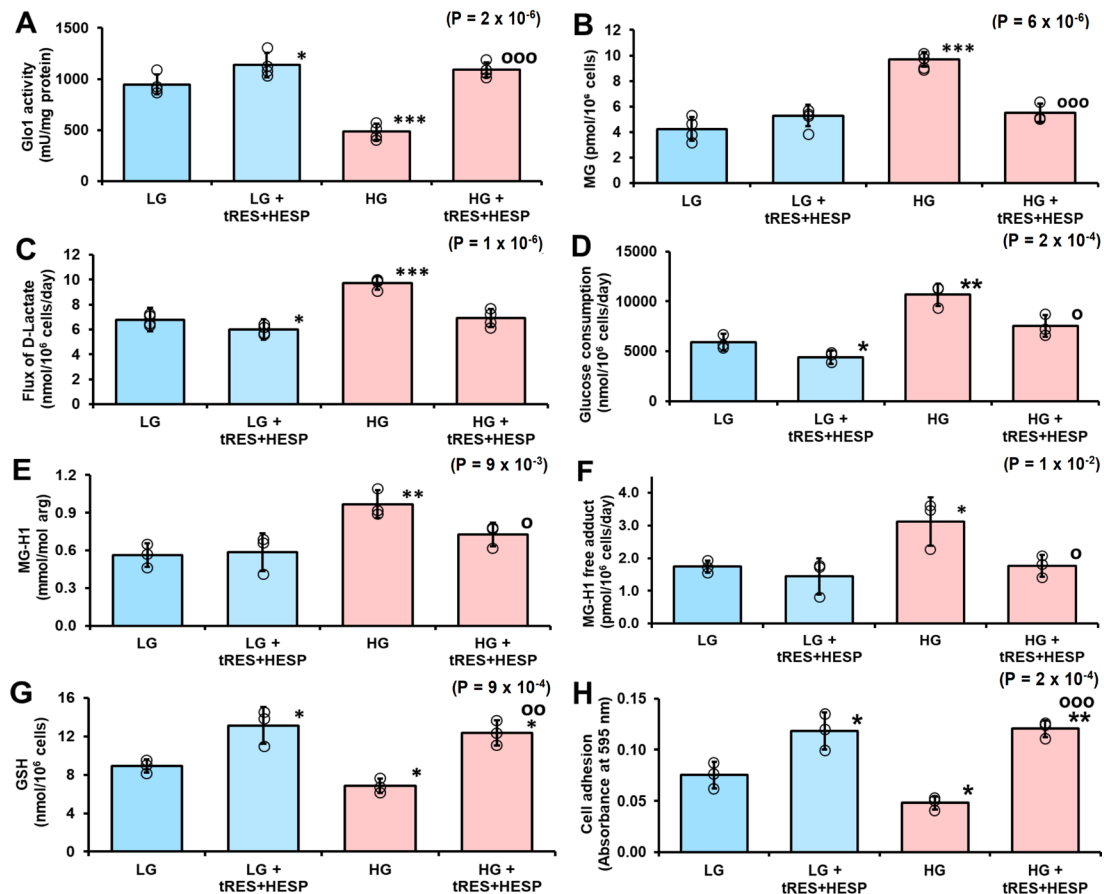 A
(P = 2 x 10⁻⁶)
Glo1 activity
(mU/mg protein)
1500
1000
500
0
*
***
ooo
LG
LG +
tRES+HESP
HG
HG +
tRES+HESP
B
(P = 6 x 10⁻⁶)
MG (pmol/10⁶ cells)
12
10
8
6
4
2
0
***
ooo
LG
LG +
tRES+HESP
HG
HG +
tRES+HESP
C
(P = 1 x 10⁻⁶)
Flux of D-Lactate
(nmol/10⁶ cells/day)
12
10
8
6
4
2
0
*
***
LG
LG +
tRES+HESP
HG
HG +
tRES+HESP
D
(P = 2 x 10⁻⁴)
Glucose consumption
(nmol/10⁶ cells/day)
15000
10000
5000
0
*
**
o
LG
LG +
tRES+HESP
HG
HG +
tRES+HESP
E
(P = 9 x 10⁻³)
MG-H1
(mmol/mol arg)
1.2
0.9
0.6
0.3
0.0
**
o
LG
LG +
tRES+HESP
HG
HG +
tRES+HESP
F
(P = 1 x 10⁻²)
MG-H1 free adduct
(pmol/10⁶ cells/day)
4.0
3.0
2.0
1.0
0.0
*
o
LG
LG +
tRES+HESP
HG
HG +
tRES+HESP
G
(P = 9 x 10⁻⁴)
GSH
(nmol/10⁶ cells)
16
12
8
4
0
*
*
oo
*
LG
LG +
tRES+HESP
HG
HG +
tRES+HESP
H
(P = 2 x 10⁻⁴)
Cell adhesion
(Absorbance at 595 nm)
0.15
0.10
0.05
0.00
*
*
ooo
**
LG
LG +
tRES+HESP
HG
HG +
tRES+HESP